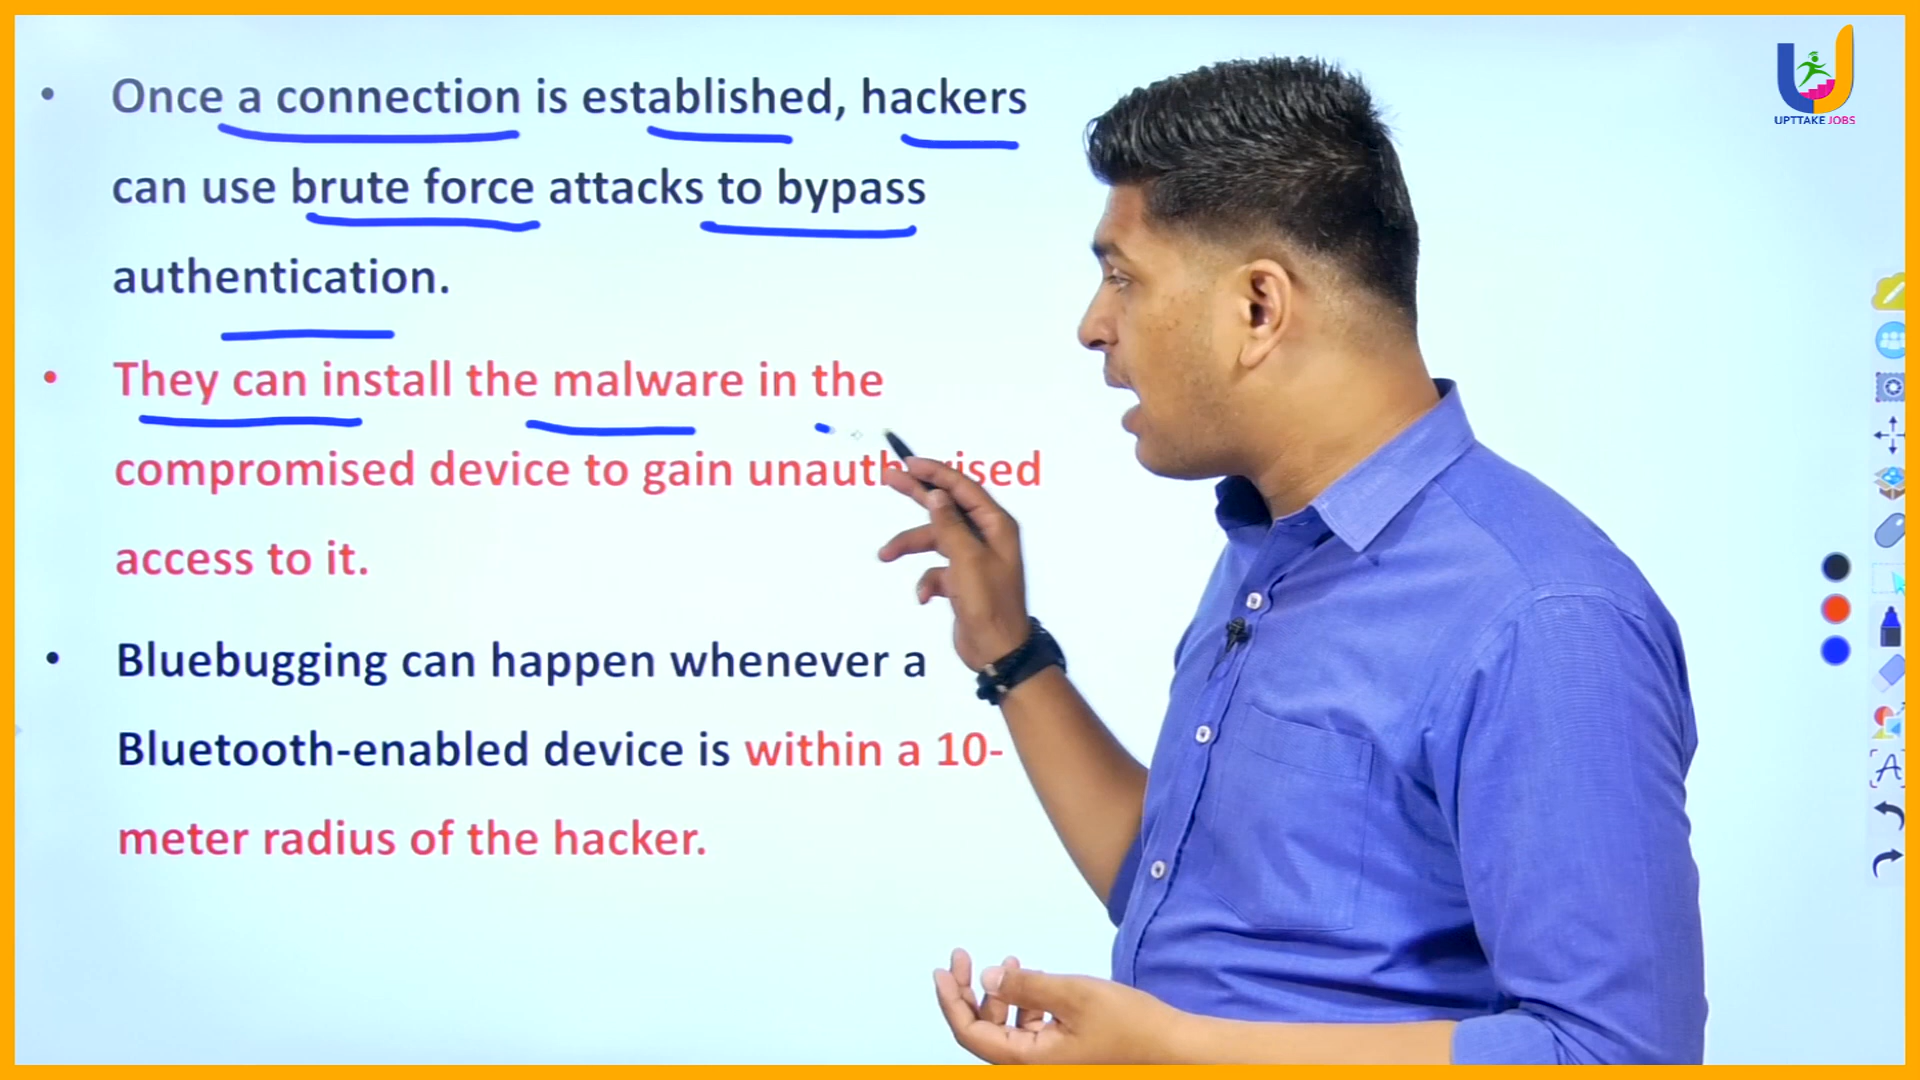 • Once a connection is established, hackers
can use brute force attacks to bypass
authentication.
• They can install the malware in the
compromised device to gain unauthorised
access to it.
• Bluebugging can happen whenever a
Bluetooth-enabled device is within a 10-
meter radius of the hacker.
UPTTAKE JOBS